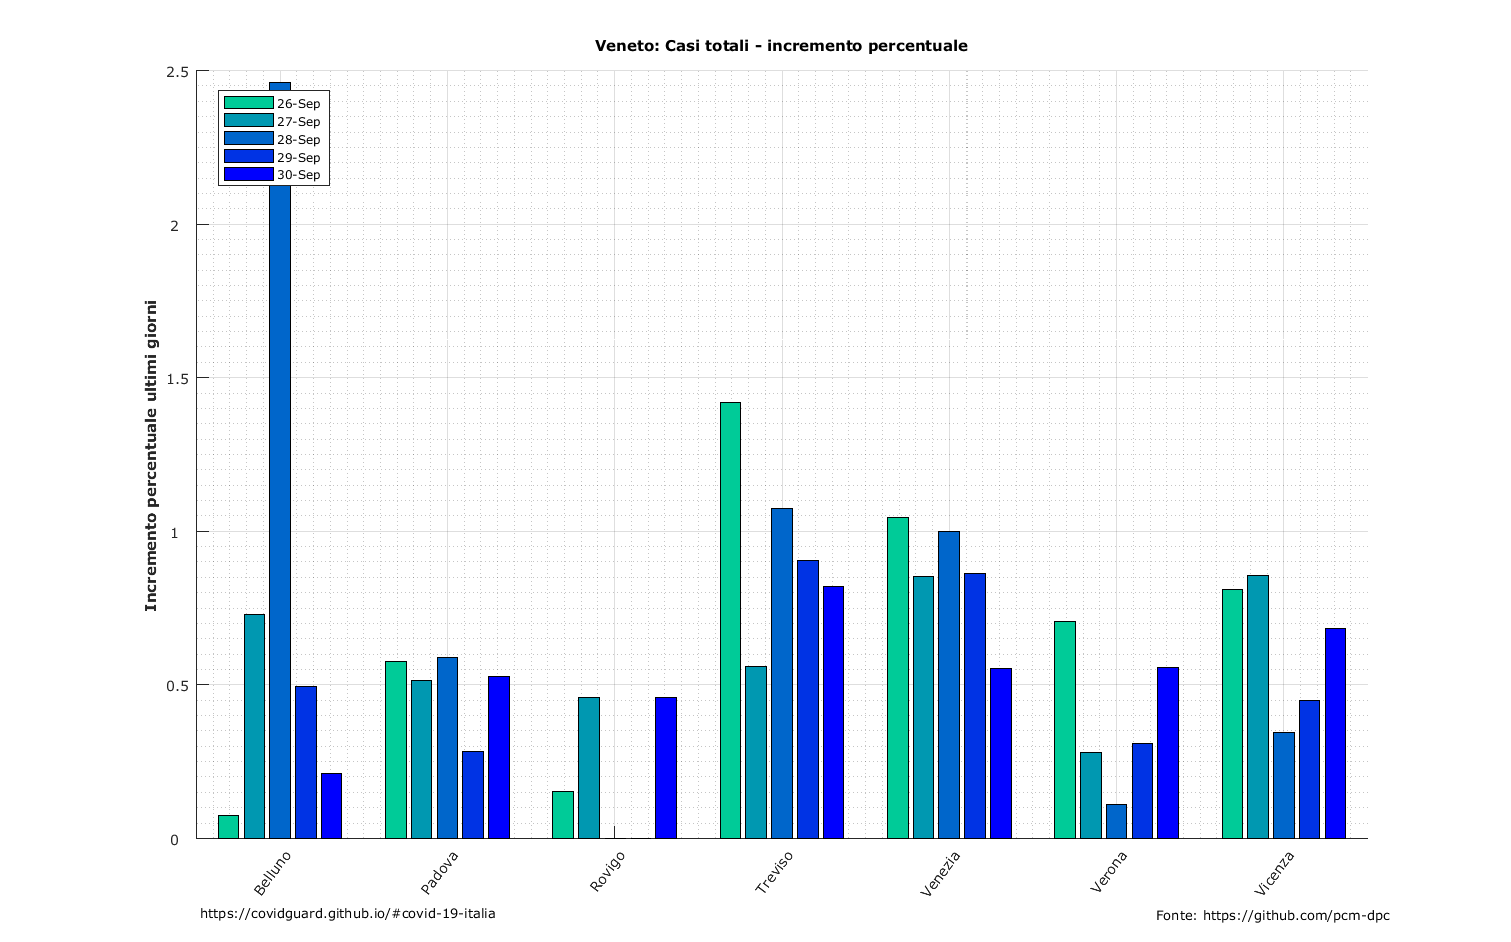 Veneto: Casi totali - incremento percentuale
Incremento percentuale ultimi giorni
2.5
2
1.5
1
0.5
0
26-Sep
27-Sep
28-Sep
29-Sep
30-Sep
Belluno
Padova
Rovigo
Treviso
Venezia
Verona
Vicenza
https://covidguard.github.io/#covid-19-italia
Fonte: https://github.com/pcm-dpc